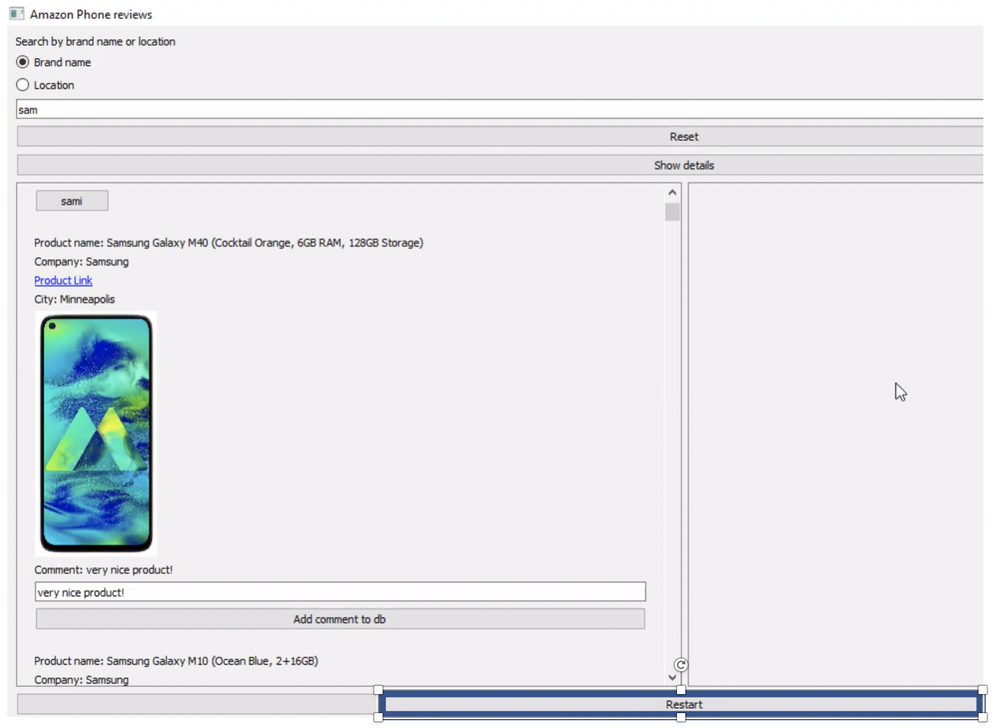 Amazon Phone reviews
Search by brand name or location
Brand name
Location
sam
Reset
Show details
sami
Product name: Samsung Galaxy M40 (Cocktail Orange, 6GB RAM, 128GB Storage)
Company: Samsung
Product Link
City: Minneapolis
Comment: very nice product!
very nice product!
Add comment to db
Product name: Samsung Galaxy M10 (Ocean Blue, 2+16GB)
Company: Samsung
Restart